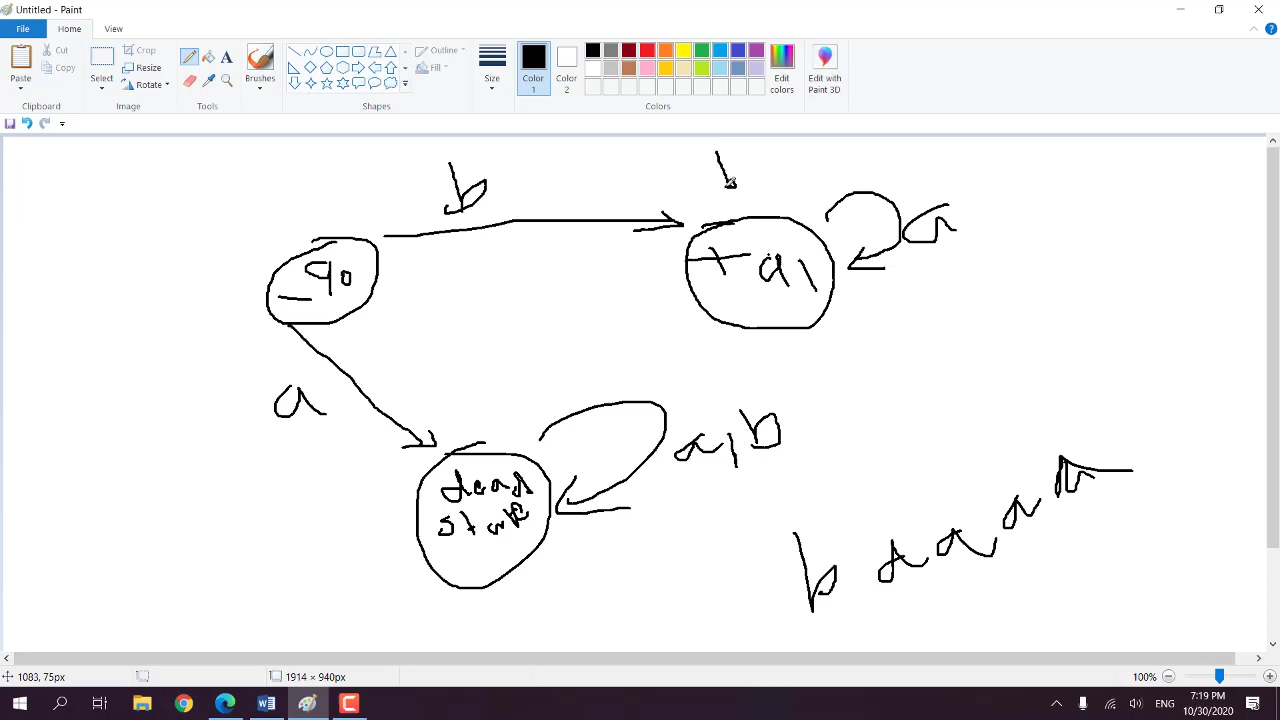 Untitled - Paint
File Home View
Paste
Cut
Copy
Clipboard
Select
Crop
Resize
Rotate
Image
Tools
Brushes
Shapes
Outline
Fill
Size
Color 1
Color 2
Colors
Edit colors
Edit with Paint 3D
b
b
a
+ q1
- q0
a
a,b
dead
state
b a a a a
1083, 75px
1914 × 940px
100%
ENG
7:19 PM
10/30/2020